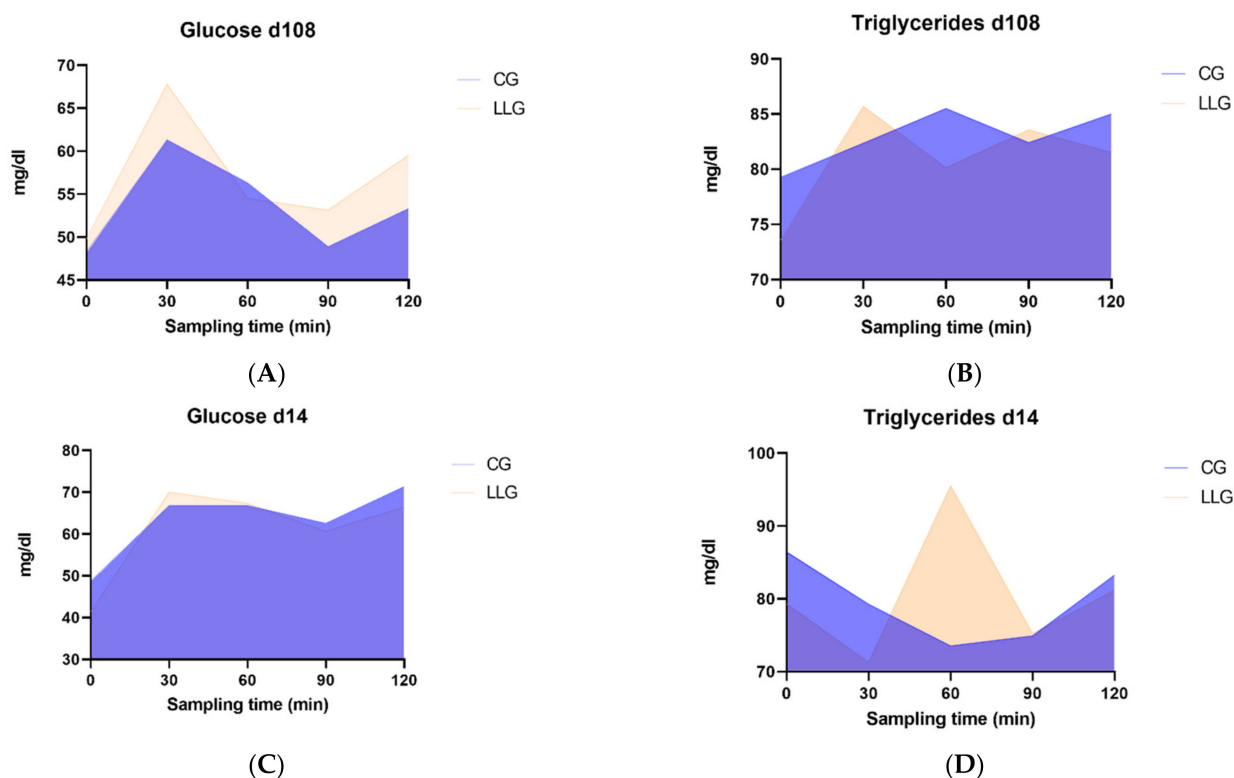 Glucose d108
mg/dl
70
65
60
55
50
45
0 30 60 90 120
Sampling time (min)
CG
LLG
(A)
Triglycerides d108
mg/dl
90
85
80
75
70
0 30 60 90 120
Sampling time (min)
CG
LLG
(B)
Glucose d14
mg/dl
80
70
60
50
40
30
0 30 60 90 120
Sampling time (min)
CG
LLG
(C)
Triglycerides d14
mg/dl
100
90
80
70
0 30 60 90 120
Sampling time (min)
CG
LLG
(D)